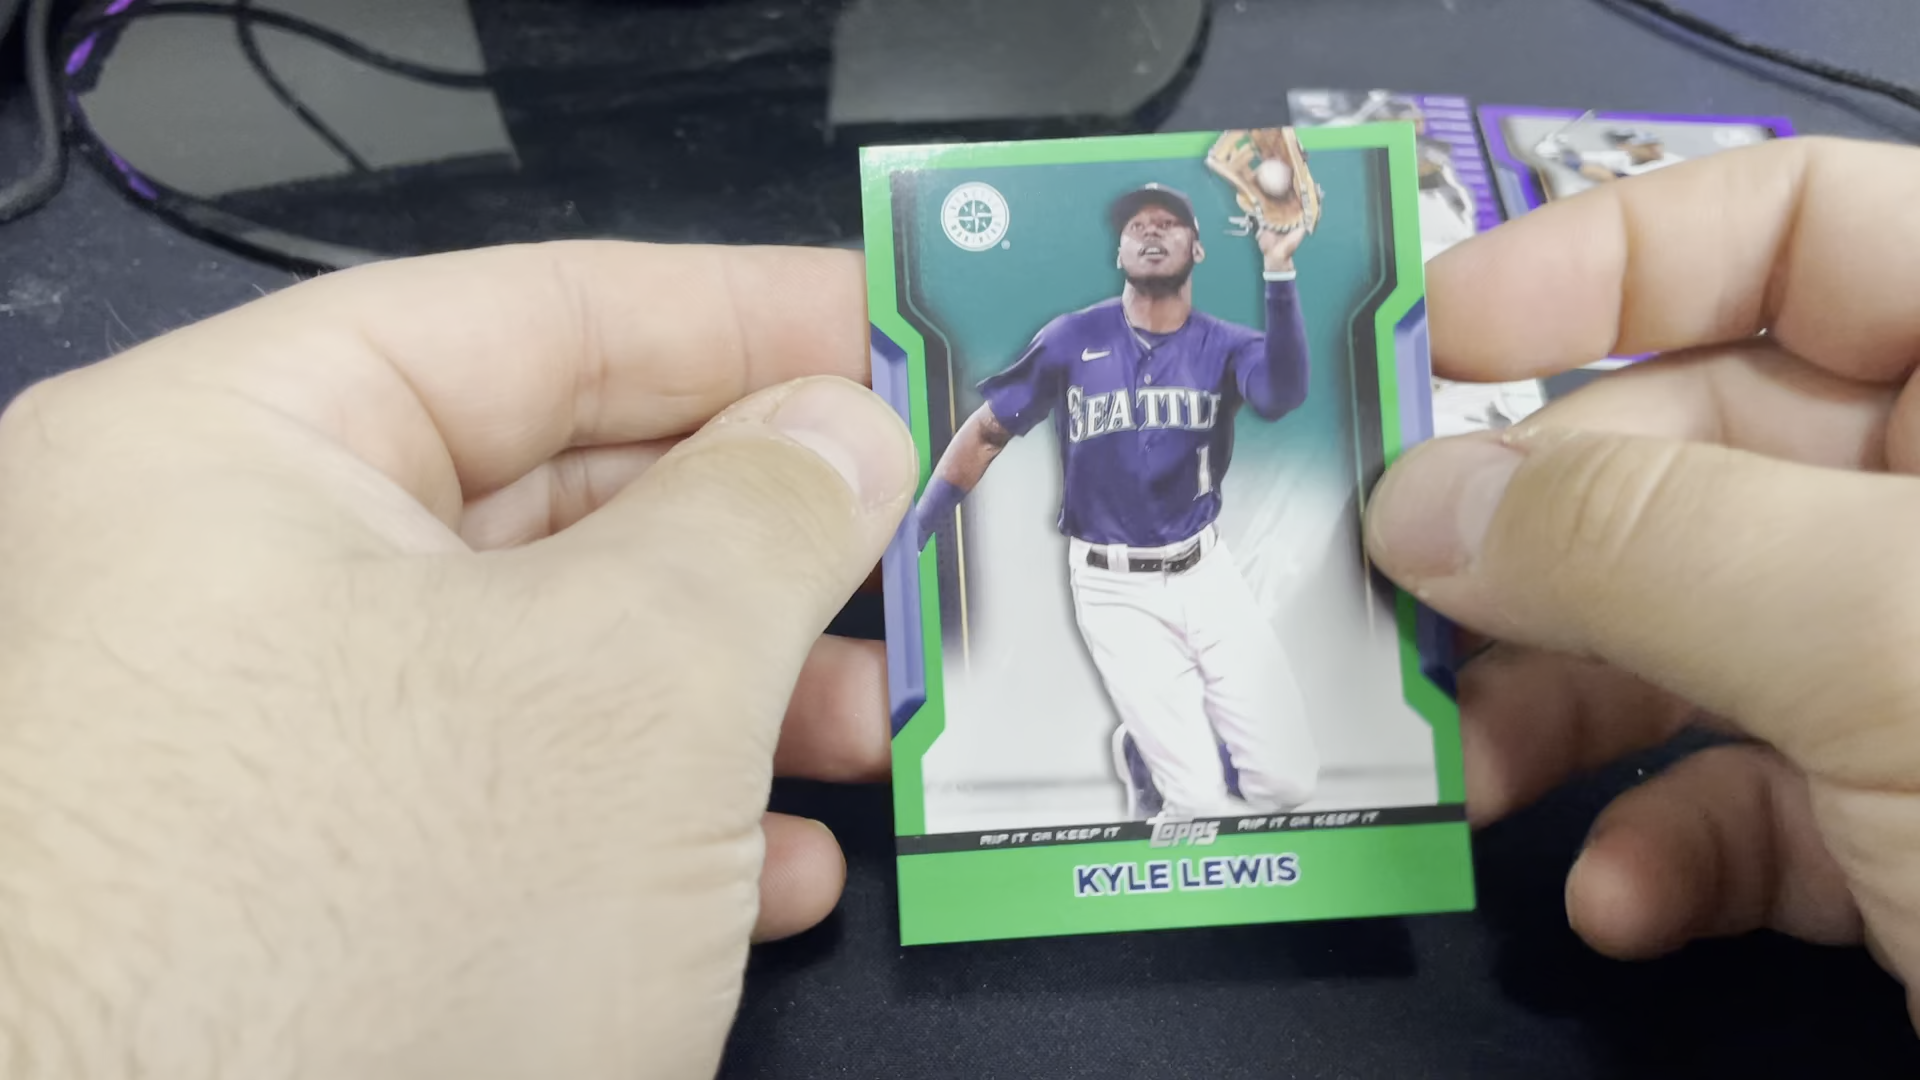 SEATTLE
1
RIP IT OR KEEP IT Topps RIP IT OR KEEP IT
KYLE LEWIS